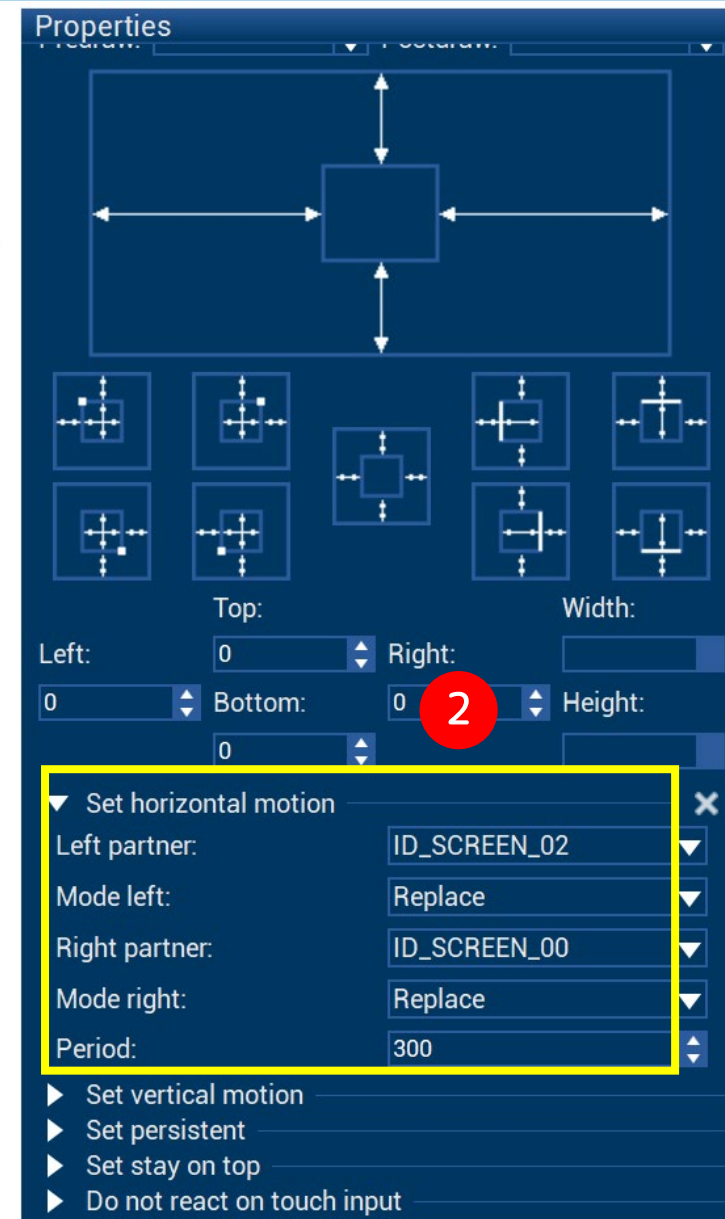 Properties
Predraw: Postdraw:
Top: Width:
Left: 0 Right:
0 Bottom: 0 2 Height:
0
Set horizontal motion
Left partner: ID_SCREEN_02
Mode left: Replace
Right partner: ID_SCREEN_00
Mode right: Replace
Period: 300
Set vertical motion
Set persistent
Set stay on top
Do not react on touch input